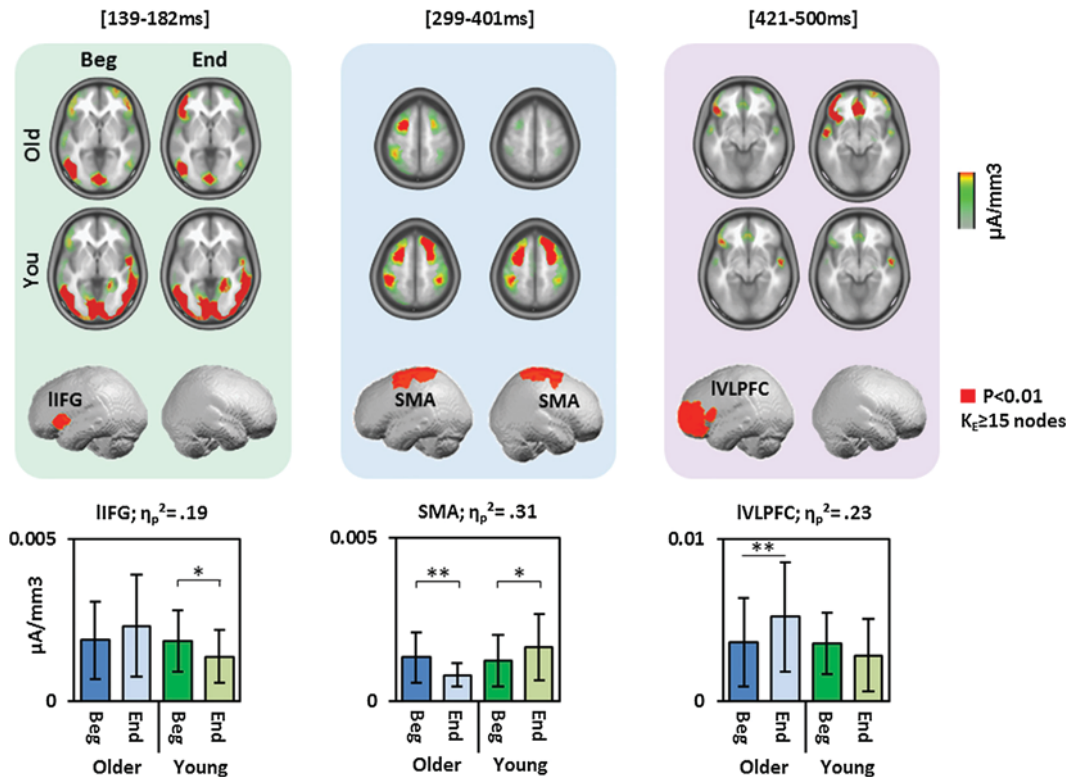 [139-182ms]
[299-401ms]
[421-500ms]
Beg End
Old
You
µA/mm3
lIFG
SMA
SMA
lVLPFC
P<0.01
KE≥15 nodes
lIFG; ηp² = .19
SMA; ηp² = .31
lVLPFC; ηp² = .23
0.005
µA/mm3
0
*
Beg
End
Beg
End
Older
Young
0.005
0
**
*
Beg
End
Beg
End
Older
Young
0.01
0
**
Beg
End
Beg
End
Older
Young